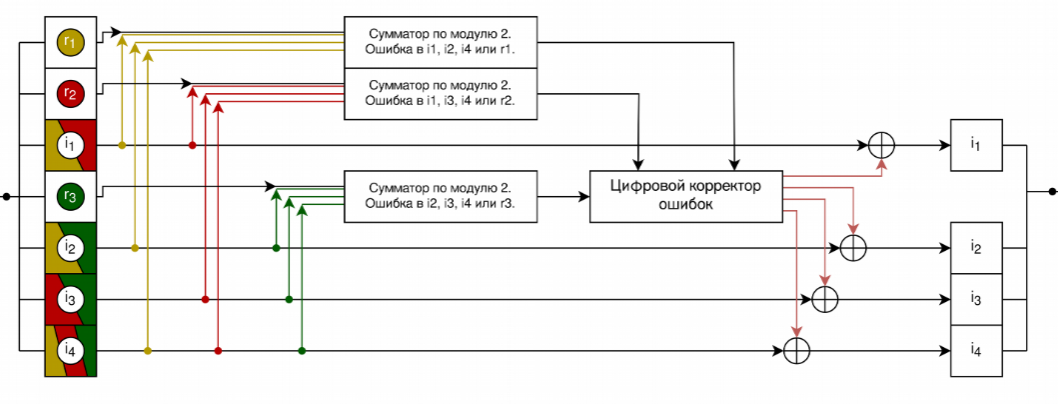 r1
Сумматор по модулю 2.
Ошибка в i1, i2, i4 или r1.
r2
Сумматор по модулю 2.
Ошибка в i1, i3, i4 или r2.
i1
i1
r3
Сумматор по модулю 2.
Ошибка в i2, i3, i4 или r3.
Цифровой корректор
ошибок
i2
i2
i3
i3
i4
i4